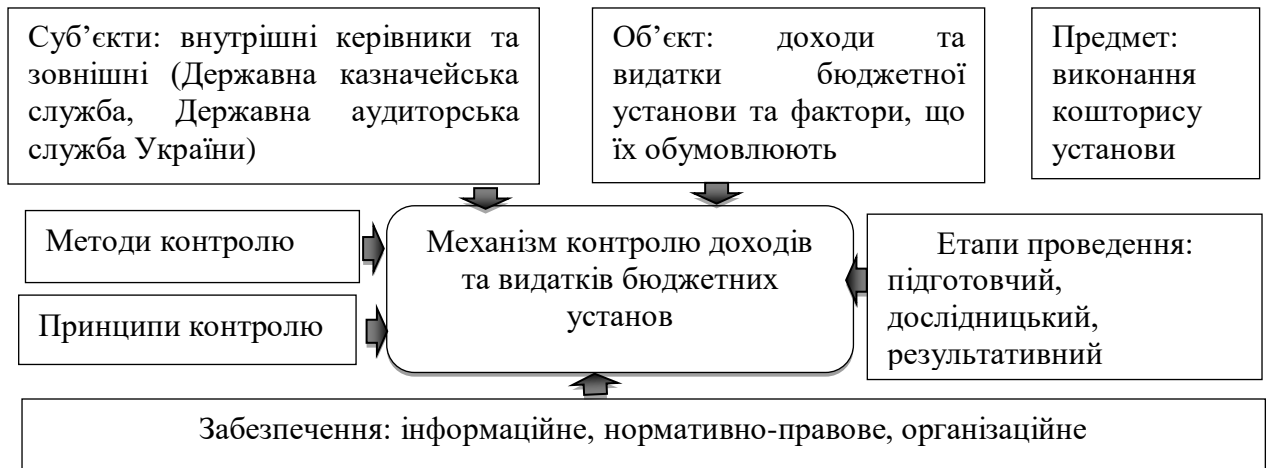 Суб’єкти: внутрішні керівники та
зовнішні (Державна казначейська
служба, Державна аудиторська
служба України)
Об’єкт: доходи та
видатки бюджетної
установи та фактори, що
їх обумовлюють
Предмет:
виконання
кошторису
установи
Методи контролю
Принципи контролю
Механізм контролю доходів
та видатків бюджетних
установ
Етапи проведення:
підготовчий,
дослідницький,
результативний
Забезпечення: інформаційне, нормативно-правове, організаційне